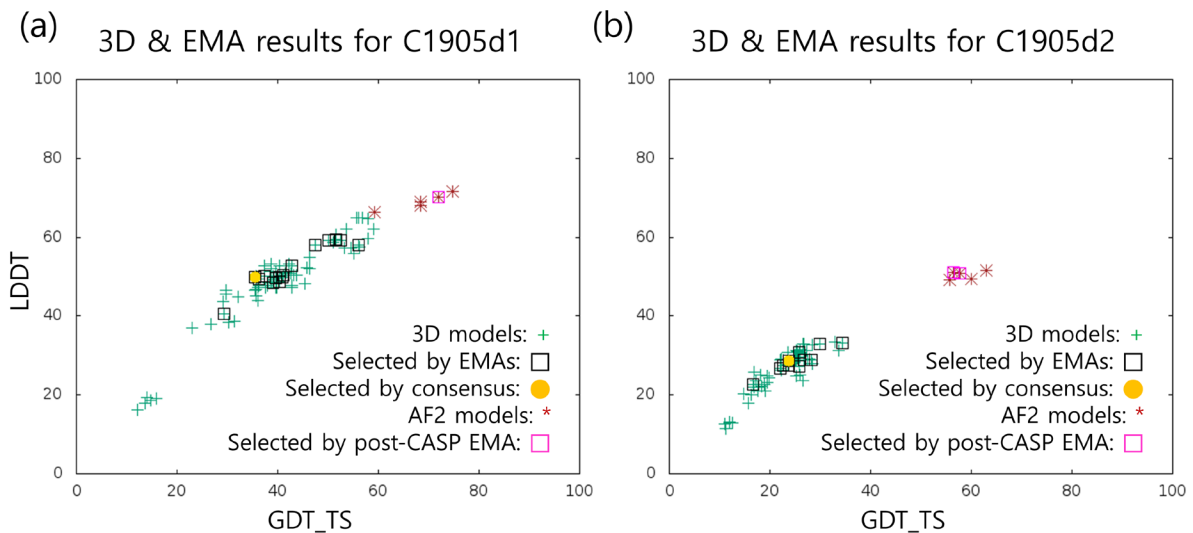 (a)
3D & EMA results for C1905d1
100
80
60
40
20
0
LDDT
3D models:
Selected by EMAs:
Selected by consensus:
AF2 models: *
Selected by post-CASP EMA:
0 20 40 60 80 100
GDT_TS
(b)
3D & EMA results for C1905d2
100
80
60
40
20
0
3D models:
Selected by EMAs:
Selected by consensus:
AF2 models: *
Selected by post-CASP EMA:
0 20 40 60 80 100
GDT_TS